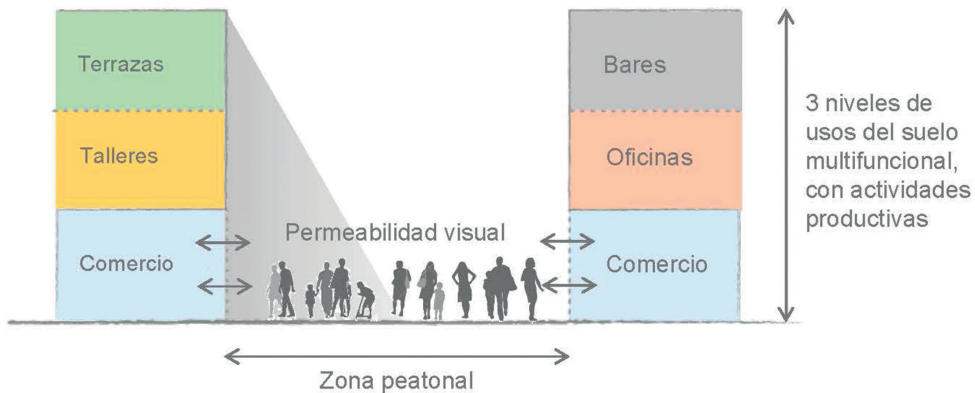 Terrazas
Talleres
Comercio
Permeabilidad visual
Bares
Oficinas
Comercio
3 niveles de
usos del suelo
multifuncional,
con actividades
productivas
Zona peatonal